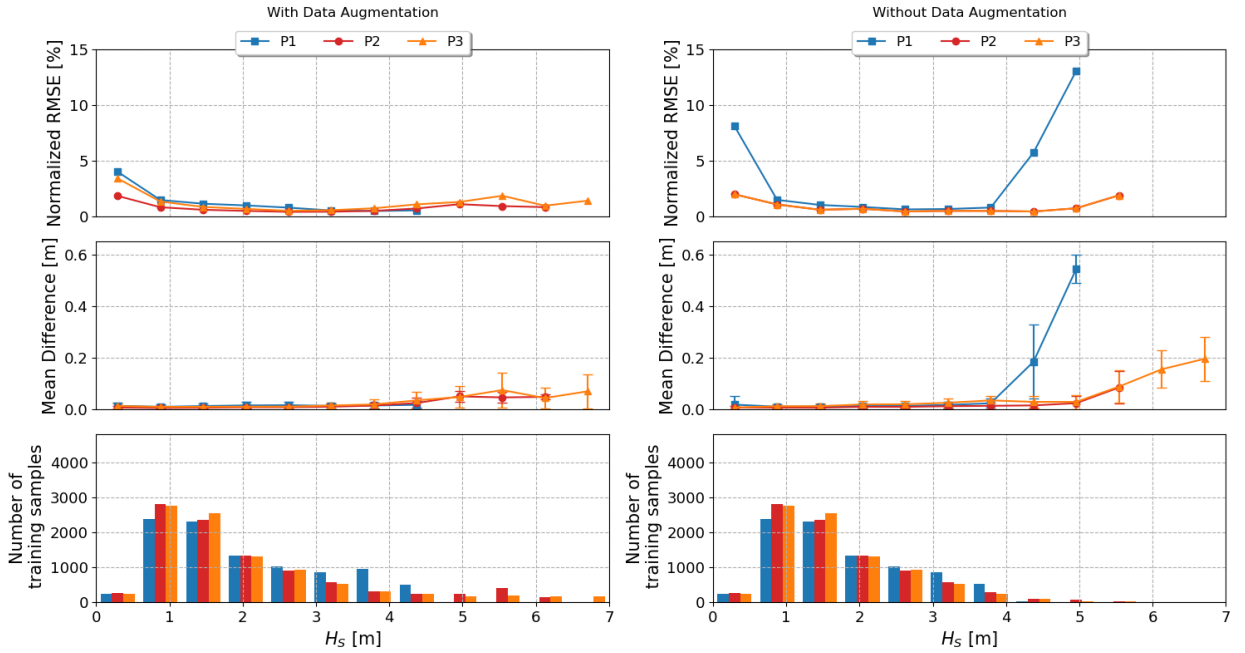 With Data Augmentation
P1 P2 P3
15
10
5
0
Normalized RMSE [%]
0.6
0.4
0.2
0.0
Mean Difference [m]
4000
3000
2000
1000
0
Number of
training samples
0 1 2 3 4 5 6 7
H_S [m]
Without Data Augmentation
P1 P2 P3
15
10
5
0
Normalized RMSE [%]
0.6
0.4
0.2
0.0
Mean Difference [m]
4000
3000
2000
1000
0
Number of
training samples
0 1 2 3 4 5 6 7
H_S [m]